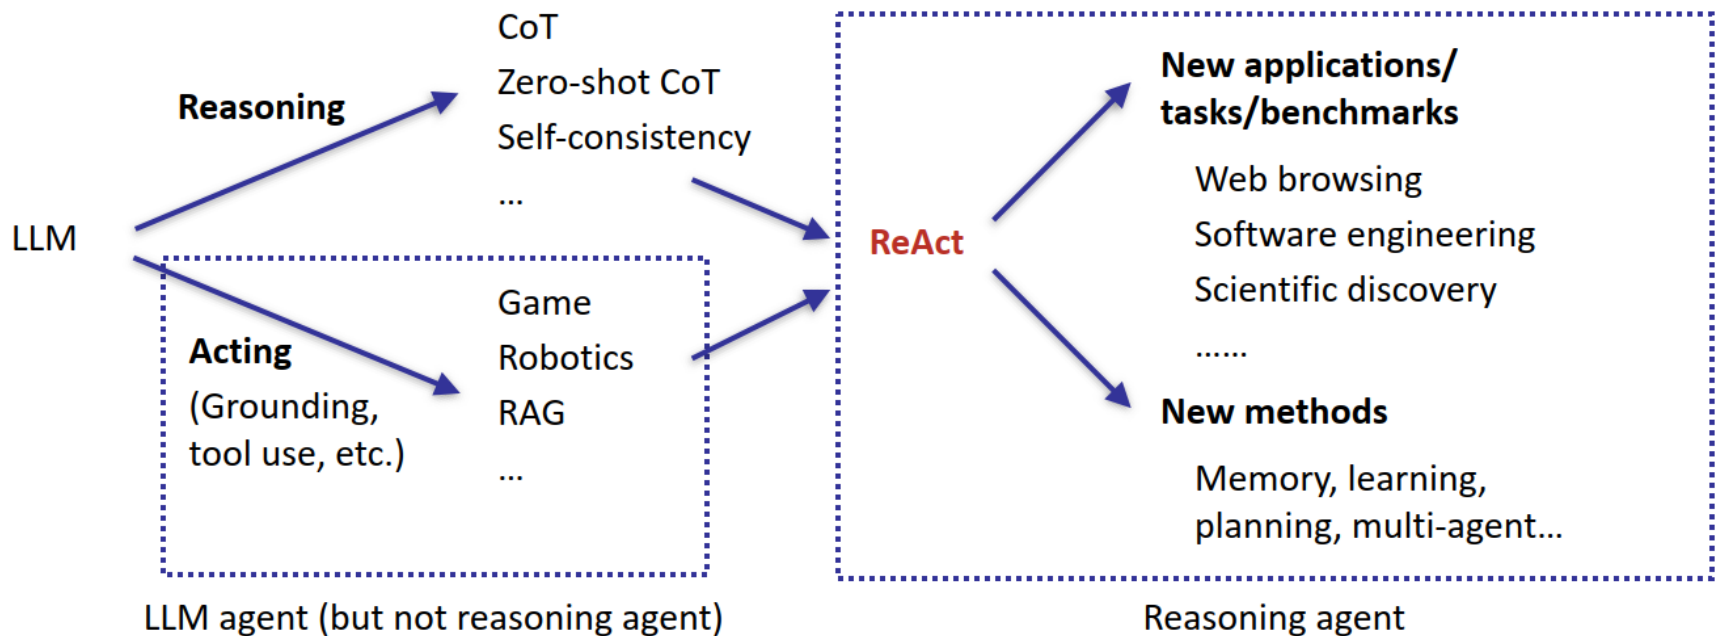 LLM
Reasoning
CoT
Zero-shot CoT
Self-consistency
...
Acting
(Grounding,
tool use, etc.)
Game
Robotics
RAG
...
LLM agent (but not reasoning agent)
ReAct
New applications/
tasks/benchmarks
Web browsing
Software engineering
Scientific discovery
......
New methods
Memory, learning,
planning, multi-agent...
Reasoning agent